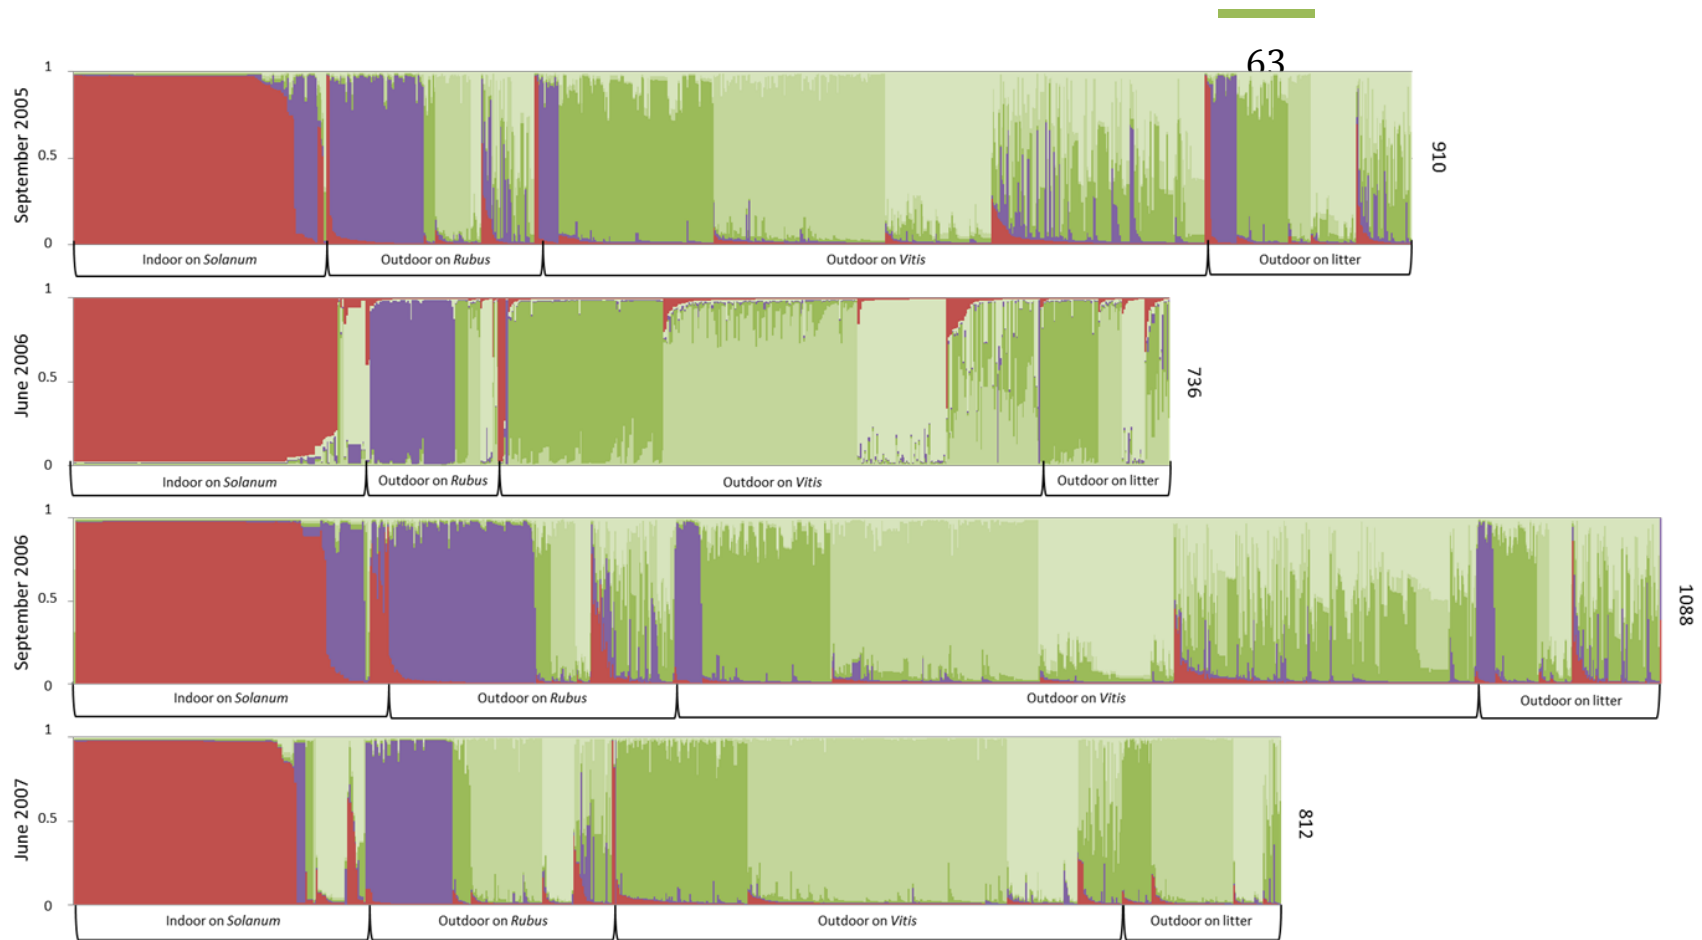 63
September 2005
1
0.5
0
910
Indoor on Solanum
Outdoor on Rubus
Outdoor on Vitis
Outdoor on litter
June 2006
1
0.5
0
736
Indoor on Solanum
Outdoor on Rubus
Outdoor on Vitis
Outdoor on litter
September 2006
1
0.5
0
1088
Indoor on Solanum
Outdoor on Rubus
Outdoor on Vitis
Outdoor on litter
June 2007
1
0.5
0
812
Indoor on Solanum
Outdoor on Rubus
Outdoor on Vitis
Outdoor on litter